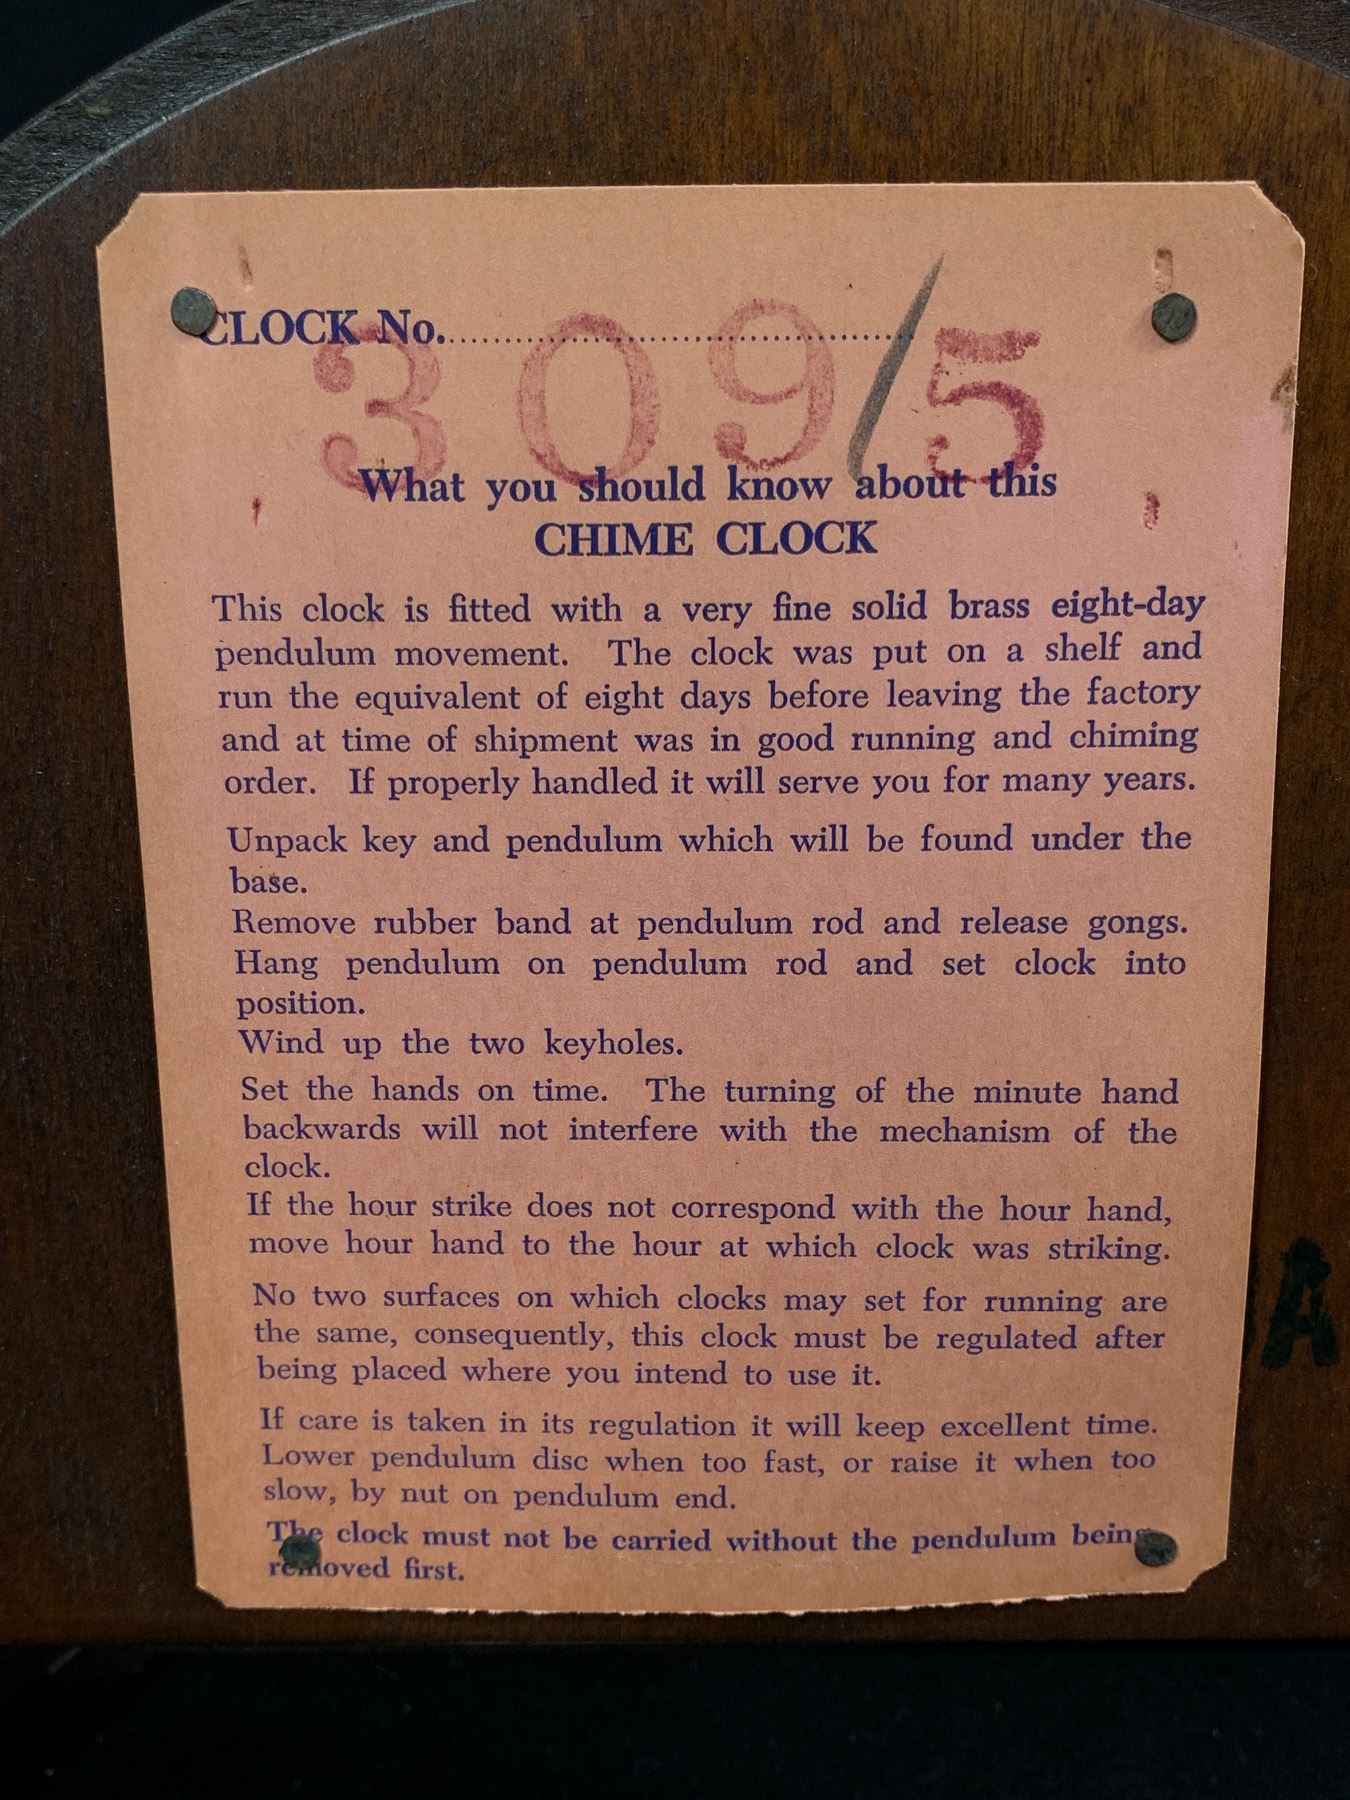 CLOCK No.
309/5
What you should know about this
CHIME CLOCK
This clock is fitted with a very fine solid brass eight-day
pendulum movement. The clock was put on a shelf and
run the equivalent of eight days before leaving the factory
and at time of shipment was in good running and chiming
order. If properly handled it will serve you for many years.
Unpack key and pendulum which will be found under the
base.
Remove rubber band at pendulum rod and release gongs.
Hang pendulum on pendulum rod and set clock into
position.
Wind up the two keyholes.
Set the hands on time. The turning of the minute hand
backwards will not interfere with the mechanism of the
clock.
If the hour strike does not correspond with the hour hand,
move hour hand to the hour at which clock was striking.
No two surfaces on which clocks may set for running are
the same, consequently, this clock must be regulated after
being placed where you intend to use it.
If care is taken in its regulation it will keep excellent time.
Lower pendulum disc when too fast, or raise it when too
slow, by nut on pendulum end.
The clock must not be carried without the pendulum being
removed first.